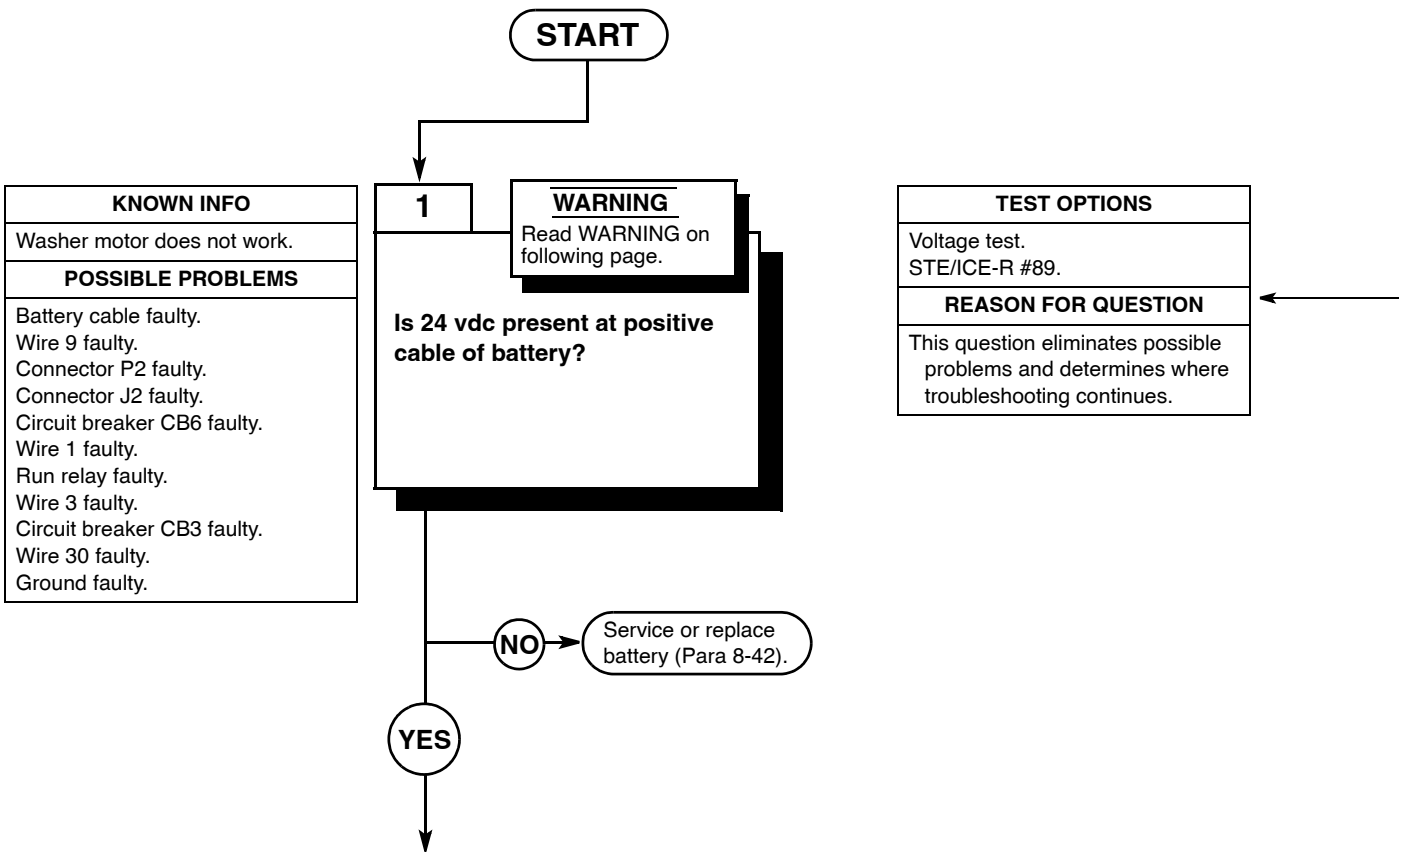 START
KNOWN INFO
Washer motor does not work.
POSSIBLE PROBLEMS
Battery cable faulty.
Wire 9 faulty.
Connector P2 faulty.
Connector J2 faulty.
Circuit breaker CB6 faulty.
Wire 1 faulty.
Run relay faulty.
Wire 3 faulty.
Circuit breaker CB3 faulty.
Wire 30 faulty.
Ground faulty.
1
WARNING
Read WARNING on
following page.
Is 24 vdc present at positive
cable of battery?
TEST OPTIONS
Voltage test.
STE/ICE-R #89.
REASON FOR QUESTION
This question eliminates possible
problems and determines where
troubleshooting continues.
NO
Service or replace
battery (Para 8-42).
YES